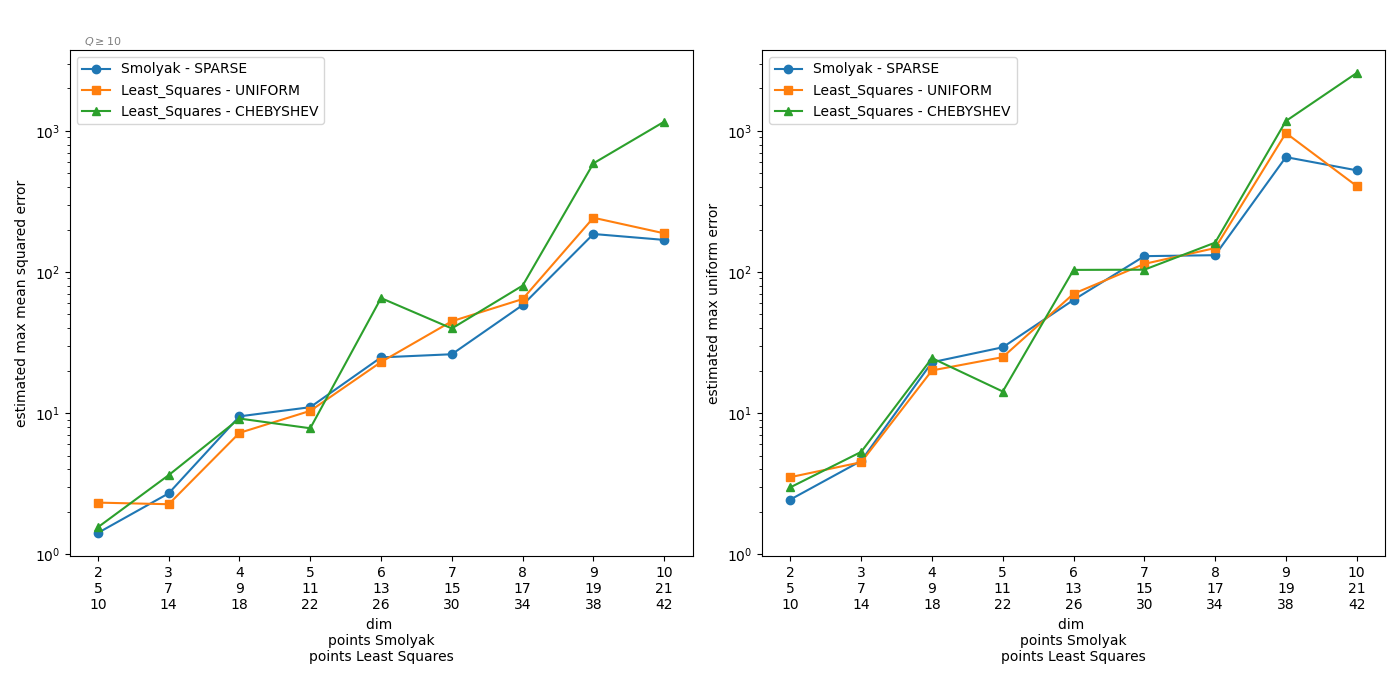 Q ≥ 10
Smolyak - SPARSE
Least_Squares - UNIFORM
Least_Squares - CHEBYSHEV
estimated max mean squared error
10³
10²
10¹
10⁰
2 3 4 5 6 7 8 9 10
5 7 9 11 13 15 17 19 21
10 14 18 22 26 30 34 38 42
dim
points Smolyak
points Least Squares
Smolyak - SPARSE
Least_Squares - UNIFORM
Least_Squares - CHEBYSHEV
estimated max uniform error
10³
10²
10¹
10⁰
2 3 4 5 6 7 8 9 10
5 7 9 11 13 15 17 19 21
10 14 18 22 26 30 34 38 42
dim
points Smolyak
points Least Squares